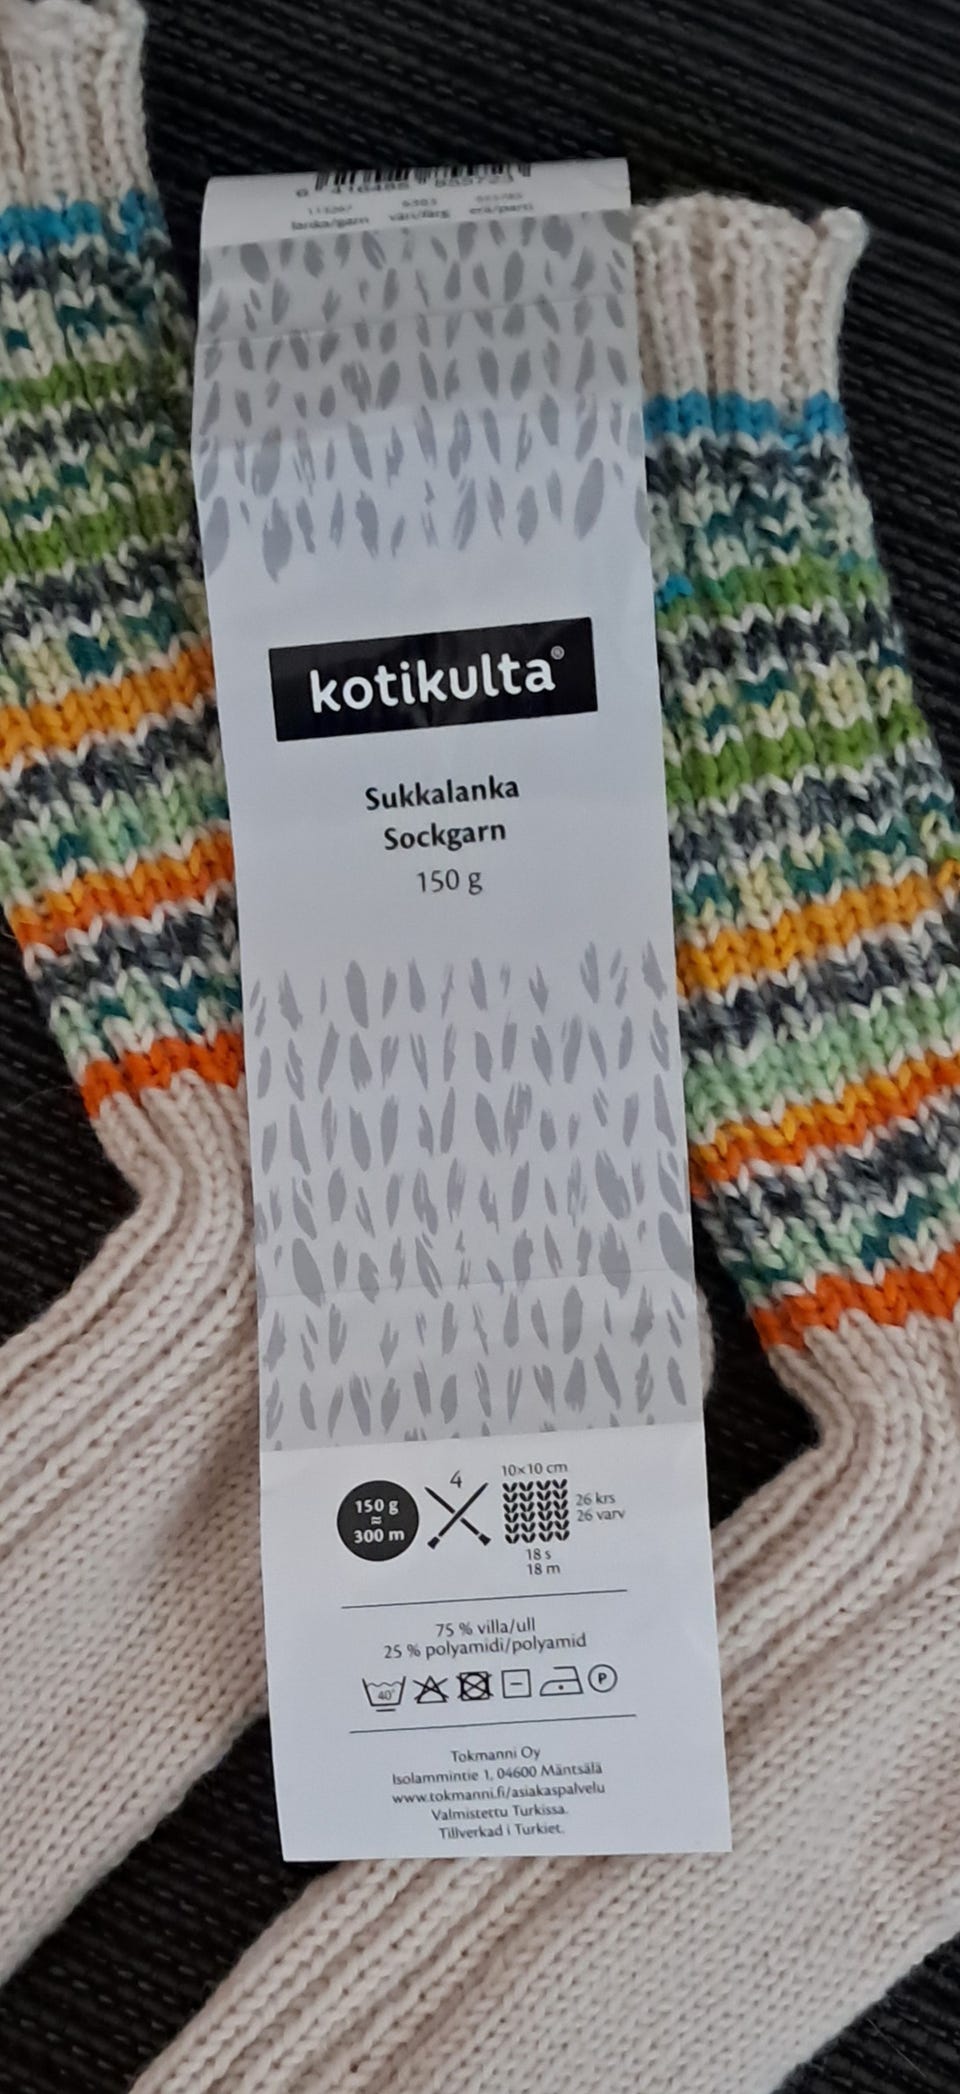 lanka/garn väri/färg erä/parti
kotikulta®
Sukkalanka
Sockgarn
150 g
150 g
≈
300 m
4
10×10 cm
26 krs
26 varv
18 s
18 m
75 % villa/ull
25 % polyamidi/polyamid
40°
P
Tokmanni Oy
Isolammintie 1, 04600 Mäntsälä
www.tokmanni.fi/asiakaspalvelu
Valmistettu Turkissa.
Tillverkad i Turkiet.